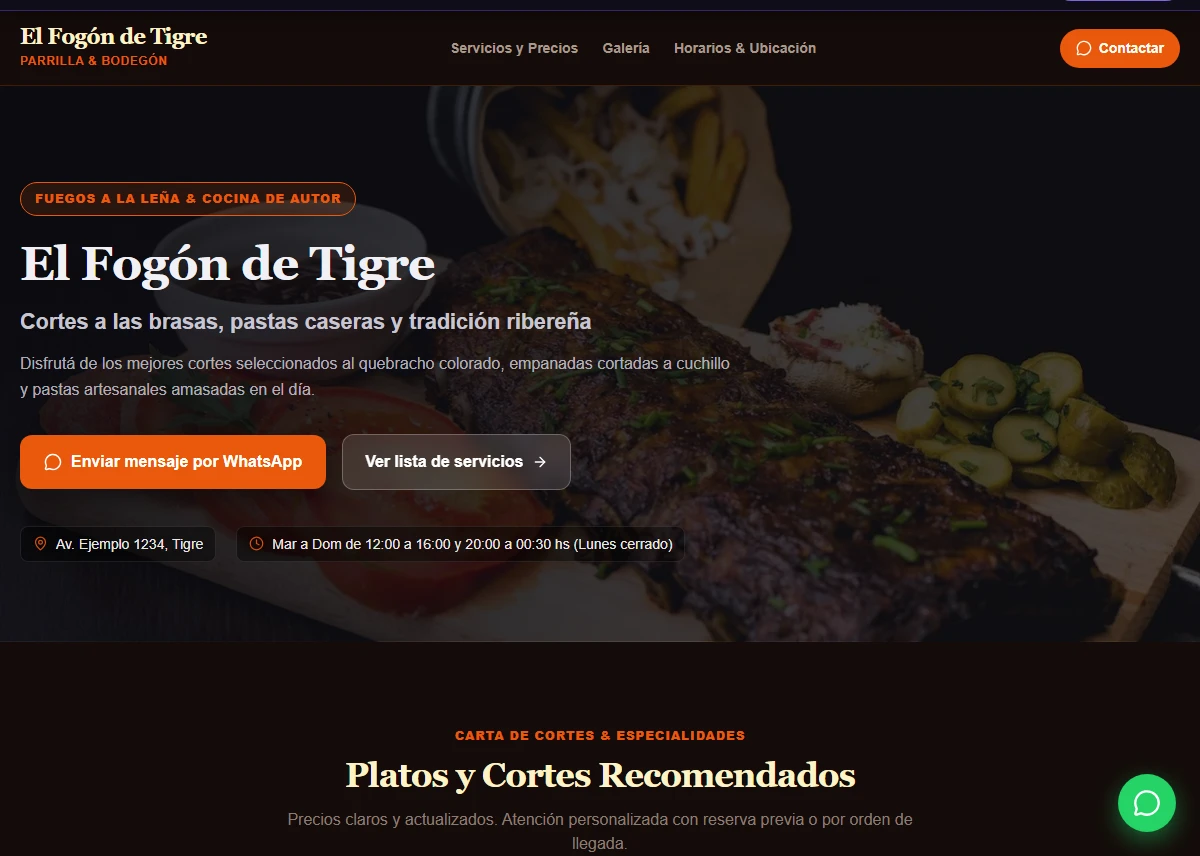 El Fogón de Tigre
PARRILLA & BODEGÓN
Servicios y Precios
Galería
Horarios & Ubicación
Contactar
FUEGOS A LA LEÑA & COCINA DE AUTOR
El Fogón de Tigre
Cortes a las brasas, pastas caseras y tradición ribereña
Disfrutá de los mejores cortes seleccionados al quebracho colorado, empanadas cortadas a cuchillo
y pastas artesanales amasadas en el día.
Enviar mensaje por WhatsApp
Ver lista de servicios →
Av. Ejemplo 1234, Tigre
Mar a Dom de 12:00 a 16:00 y 20:00 a 00:30 hs (Lunes cerrado)
CARTA DE CORTES & ESPECIALIDADES
Platos y Cortes Recomendados
Precios claros y actualizados. Atención personalizada con reserva previa o por orden de
llegada.